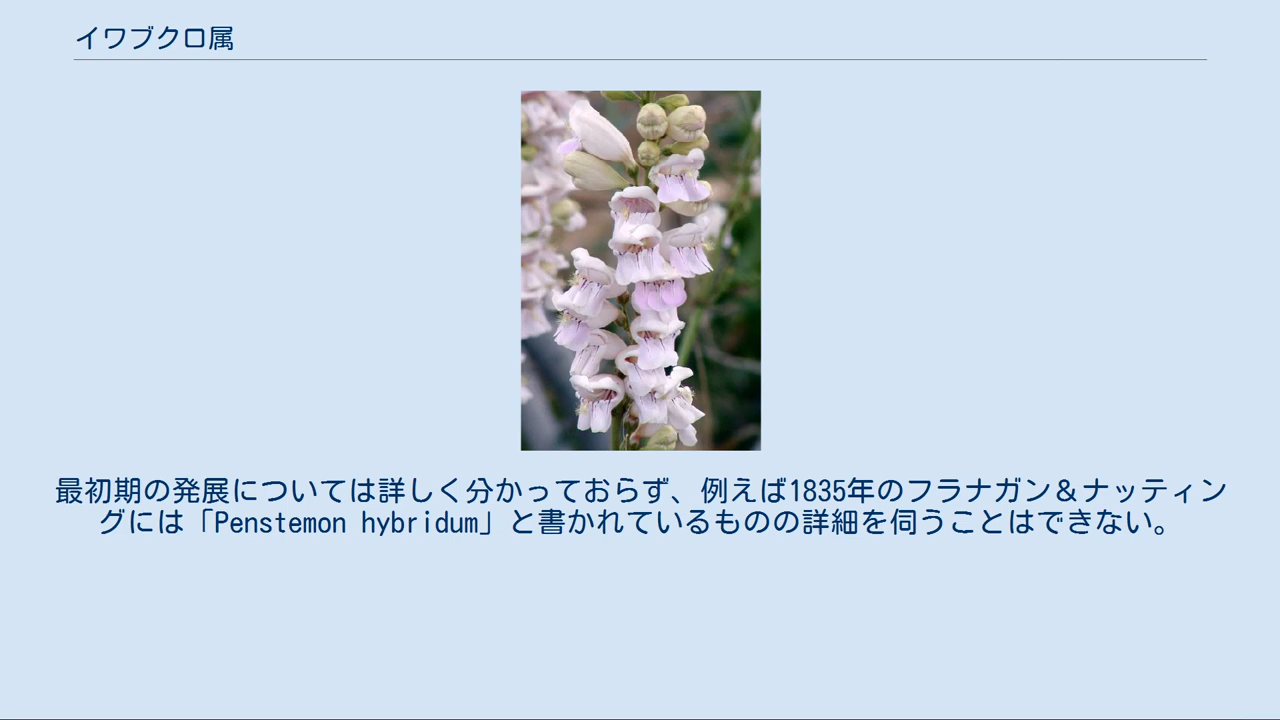 イワブクロ属
最初期の発展については詳しく分かっておらず、例えば1835年のフラナガン＆ナッティン
グには「Penstemon hybridum」と書かれているものの詳細を伺うことはできない。